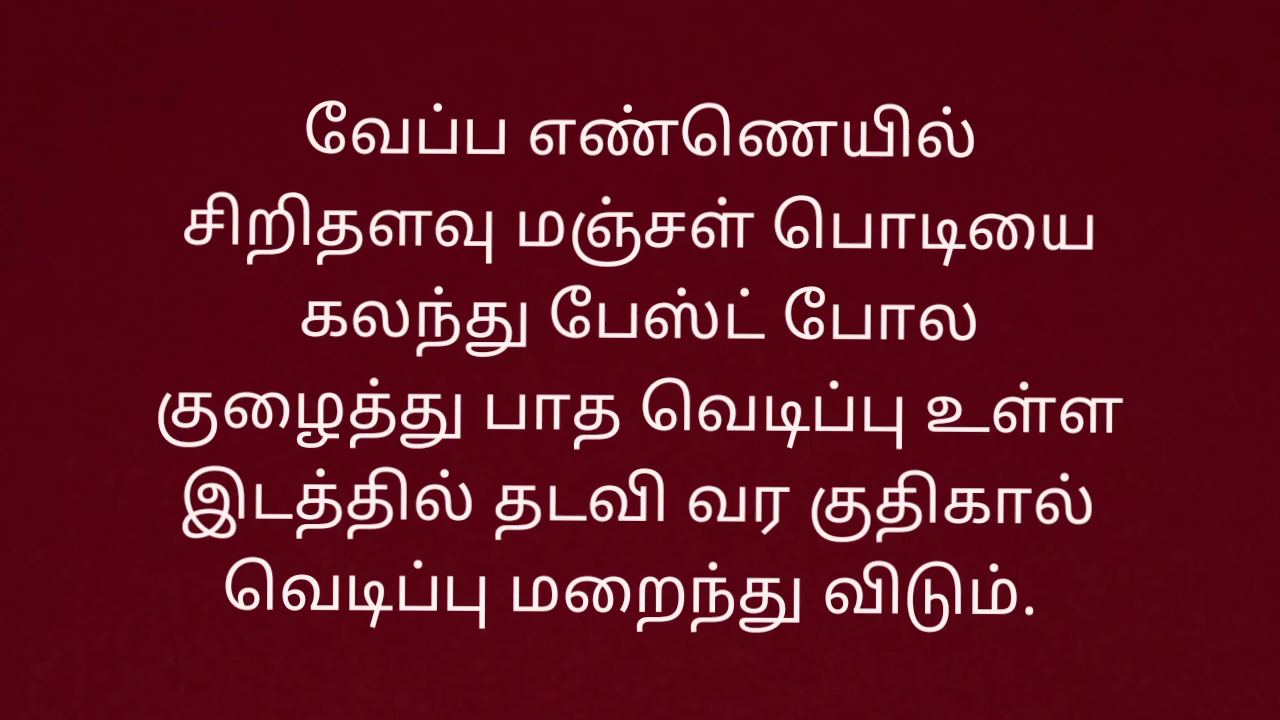 வேப்ப எண்ணெயில்
சிறிதளவு மஞ்சள் பொடியை
கலந்து பேஸ்ட் போல
குழைத்து பாத வெடிப்பு உள்ள
இடத்தில் தடவி வர குதிகால்
வெடிப்பு மறைந்து விடும்.